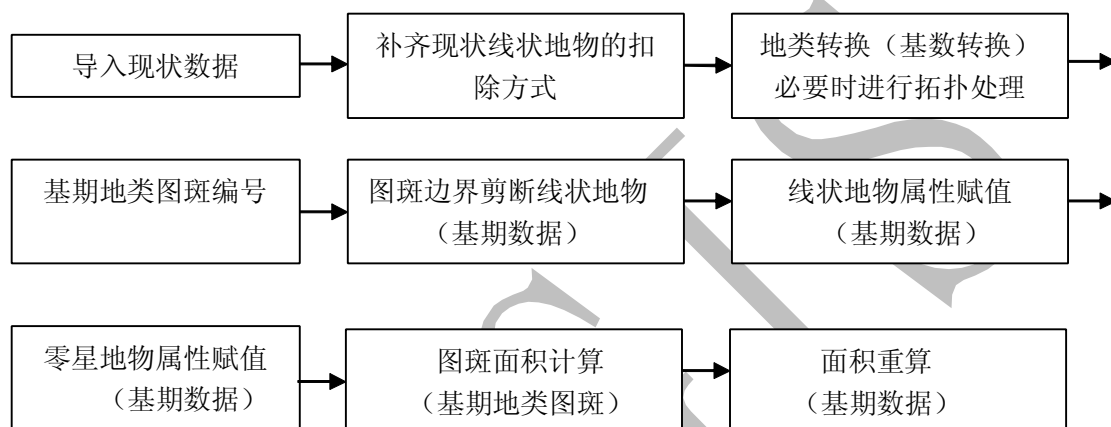 导入现状数据
补齐现状线状地物的扣
除方式
地类转换（基数转换）
必要时进行拓扑处理
基期地类图斑编号
图斑边界剪断线状地物
（基期数据）
线状地物属性赋值
（基期数据）
零星地物属性赋值
（基期数据）
图斑面积计算
（基期地类图斑）
面积重算
（基期数据）